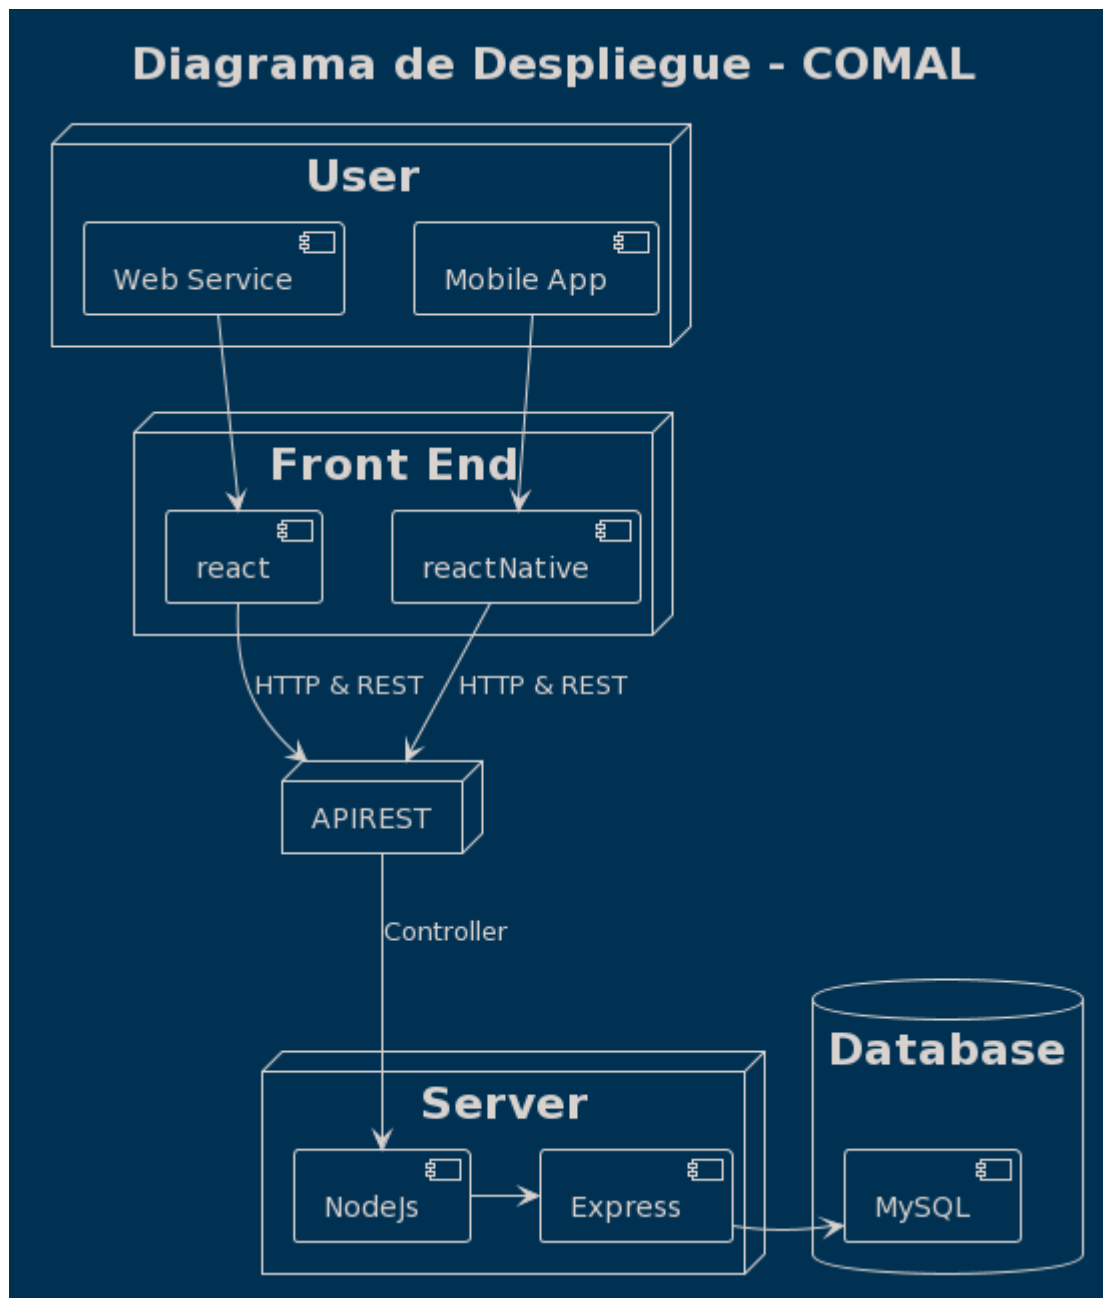 Diagrama de Despliegue - COMAL
User
Web Service
Mobile App
Front End
react
reactNative
HTTP & REST
HTTP & REST
APIREST
Controller
Server
NodeJs
Express
Database
MySQL